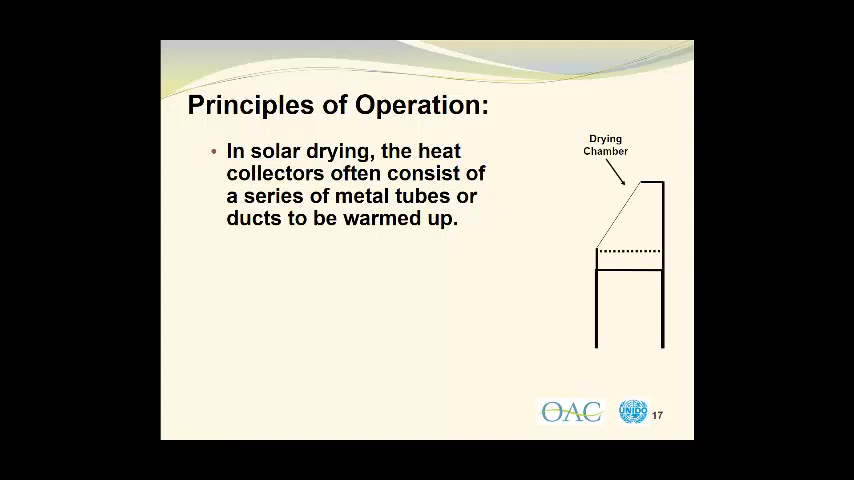 Principles of Operation:
• In solar drying, the heat
collectors often consist of
a series of metal tubes or
ducts to be warmed up.
Drying
Chamber
OAC
UNIDO
17